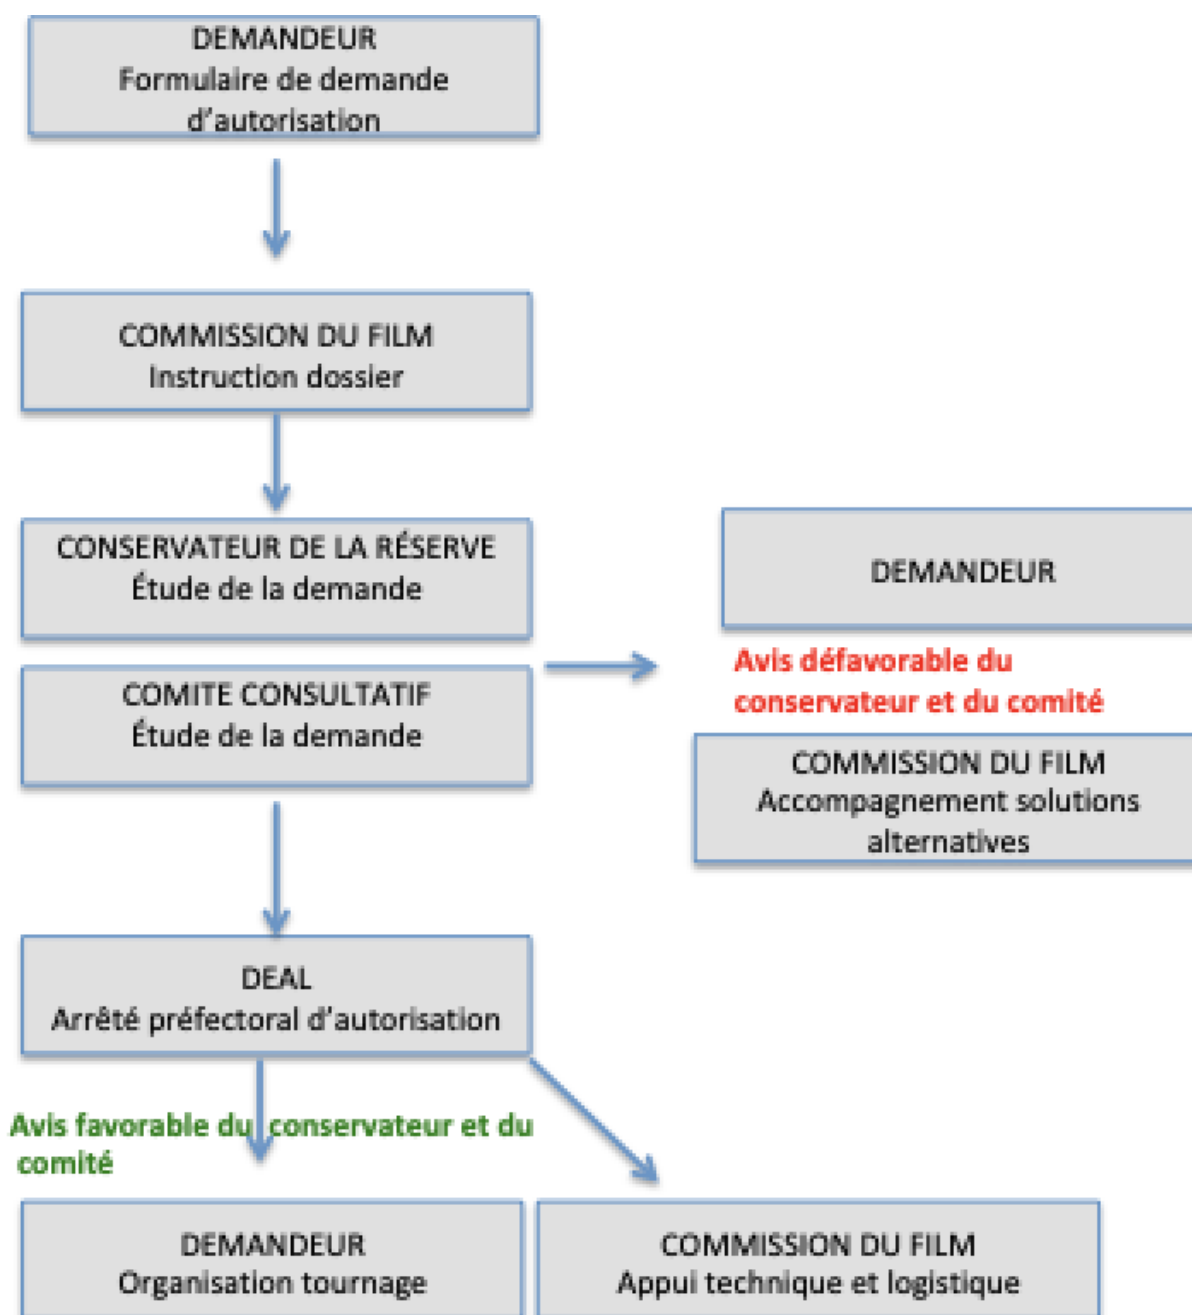 DEMANDEUR
Formulaire de demande
d'autorisation
COMMISSION DU FILM
Instruction dossier
CONSERVATEUR DE LA RÉSERVE
Étude de la demande
COMITE CONSULTATIF
Étude de la demande
DEMANDEUR
Avis défavorable du
conservateur et du comité
COMMISSION DU FILM
Accompagnement solutions
alternatives
DEAL
Arrêté préfectoral d'autorisation
Avis favorable du conservateur et du
comité
DEMANDEUR
Organisation tournage
COMMISSION DU FILM
Appui technique et logistique